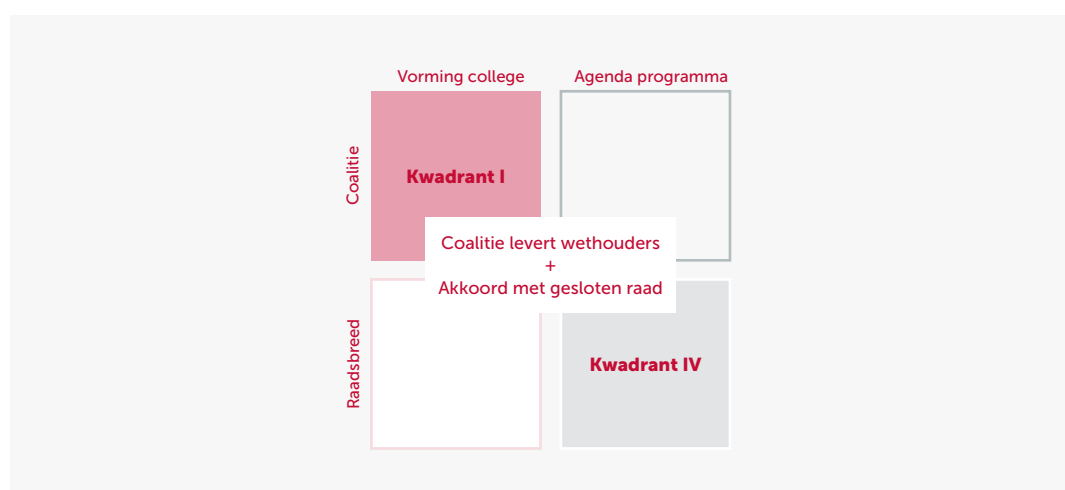 Vorming college
Agenda programma
Coalitie
Kwadrant I
Coalitie levert wethouders
+
Akkoord met gesloten raad
Raadsbreed
Kwadrant IV